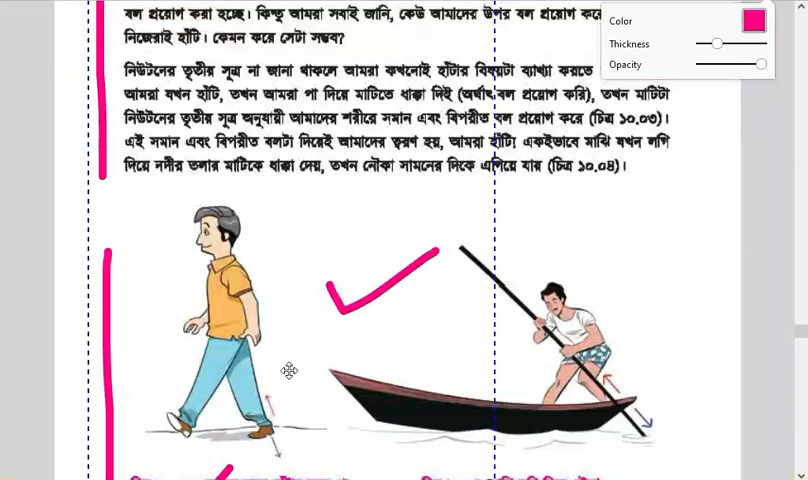 বল প্রয়োগ করা হচ্ছে। কিন্তু আমরা সবাই জানি, কেউ আমাদের উপর বল প্রয়োগ করে
নিজেরাই হাঁটি। কেমন করে সেটা সম্ভব?
Color
Thickness
Opacity
নিউটনের তৃতীয় সূত্র না জানা থাকলে আমরা কখনোই হাঁটার বিষয়টা ব্যাখ্যা করতে
আমরা যখন হাঁটি, তখন আমরা পা দিয়ে মাটিতে ধাক্কা দিই (অর্থাৎ বল প্রয়োগ করি), তখন মাটিটা
নিউটনের তৃতীয় সূত্র অনুযায়ী আমাদের শরীরে সমান এবং বিপরীত বল প্রয়োগ করে (চিত্র ১০.০৩)।
এই সমান এবং বিপরীত বলটা দিয়েই আমাদের ত্বরণ হয়, আমরা হাঁটি! একইভাবে মাঝি যখন লগি
দিয়ে নদীর তলার মাটিকে ধাক্কা দেয়, তখন নৌকা সামনের দিকে এগিয়ে যায় (চিত্র ১০.০৪)।